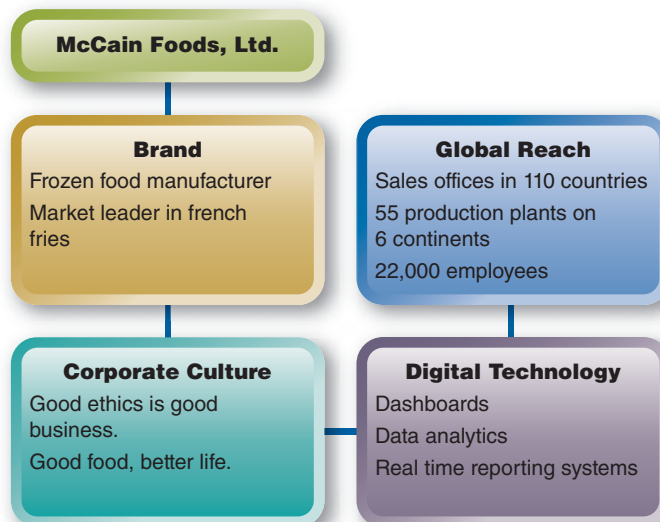 McCain Foods, Ltd.
Brand
Frozen food manufacturer
Market leader in french
fries
Global Reach
Sales offices in 110 countries
55 production plants on
6 continents
22,000 employees
Corporate Culture
Good ethics is good
business.
Good food, better life.
Digital Technology
Dashboards
Data analytics
Real time reporting systems